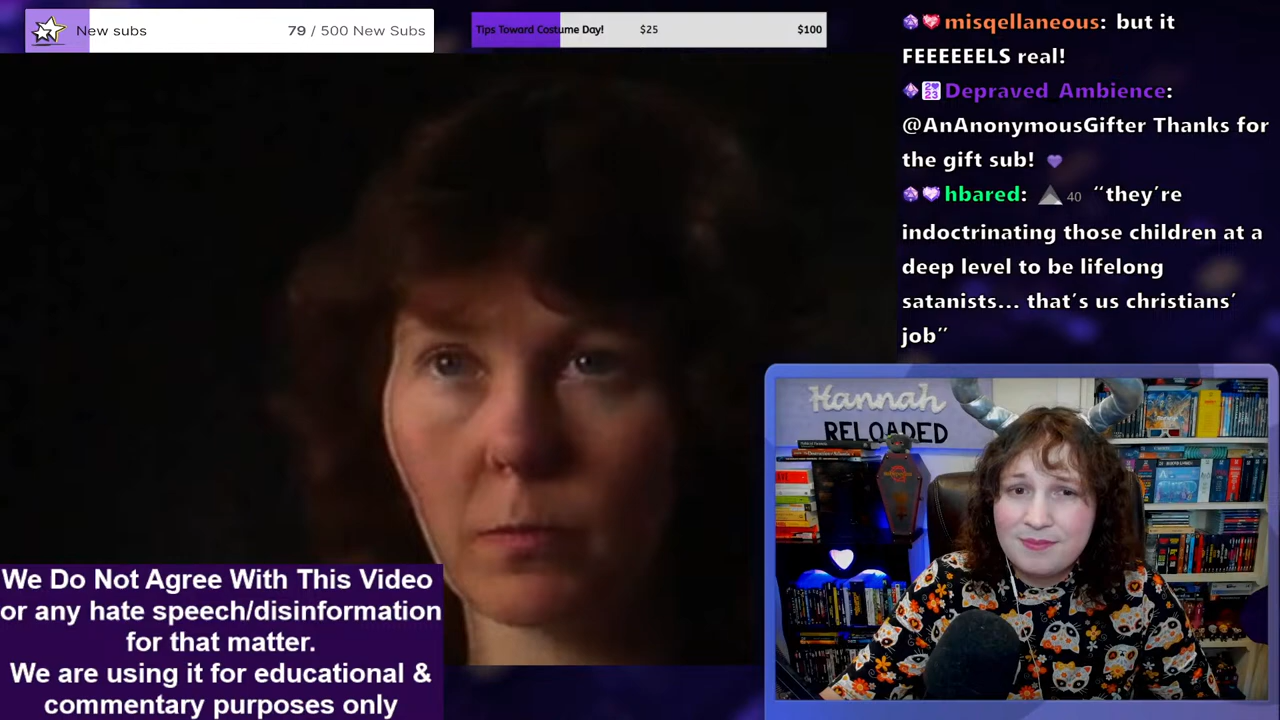 New subs
79 / 500 New Subs
Tips Toward Costume Day!
$25
$100
misqellaneous: but it
FEEEEEELS real!
Depraved Ambience:
@AnAnonymousGifter Thanks for
the gift sub!
hbared: 40 “they’re
indoctrinating those children at a
deep level to be lifelong
satanists... that’s us christians’
job”
Hannah
RELOADED
We Do Not Agree With This Video
or any hate speech/disinformation
for that matter.
We are using it for educational &
commentary purposes only